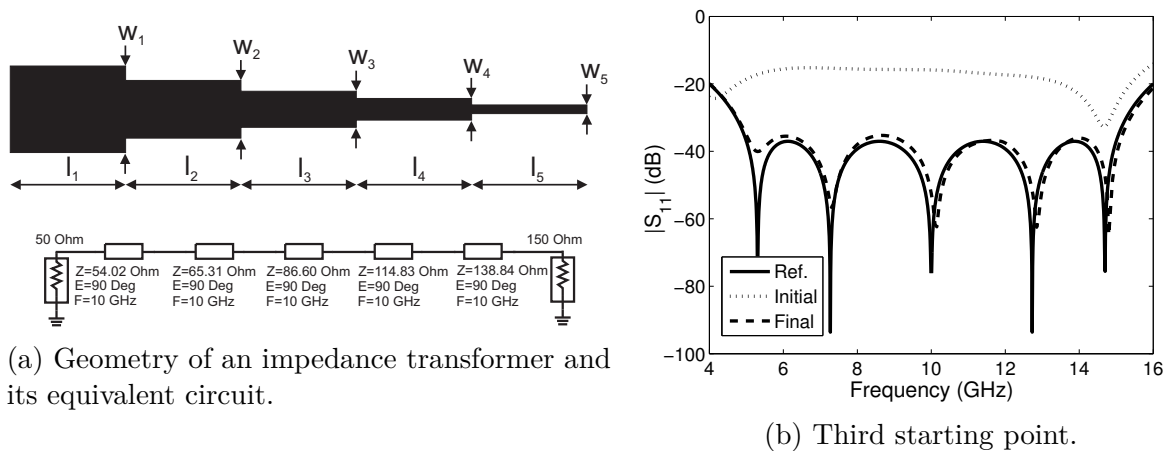 W1
W2
W3
W4
W5
l1
l2
l3
l4
l5
50 Ohm
150 Ohm
Z=54.02 Ohm
E=90 Deg
F=10 GHz
Z=65.31 Ohm
E=90 Deg
F=10 GHz
Z=86.60 Ohm
E=90 Deg
F=10 GHz
Z=114.83 Ohm
E=90 Deg
F=10 GHz
Z=138.84 Ohm
E=90 Deg
F=10 GHz
(a) Geometry of an impedance transformer and
its equivalent circuit.
0
−20
−40
−60
−80
−100
|S11| (dB)
Ref.
Initial
Final
4
6
8
10
12
14
16
Frequency (GHz)
(b) Third starting point.